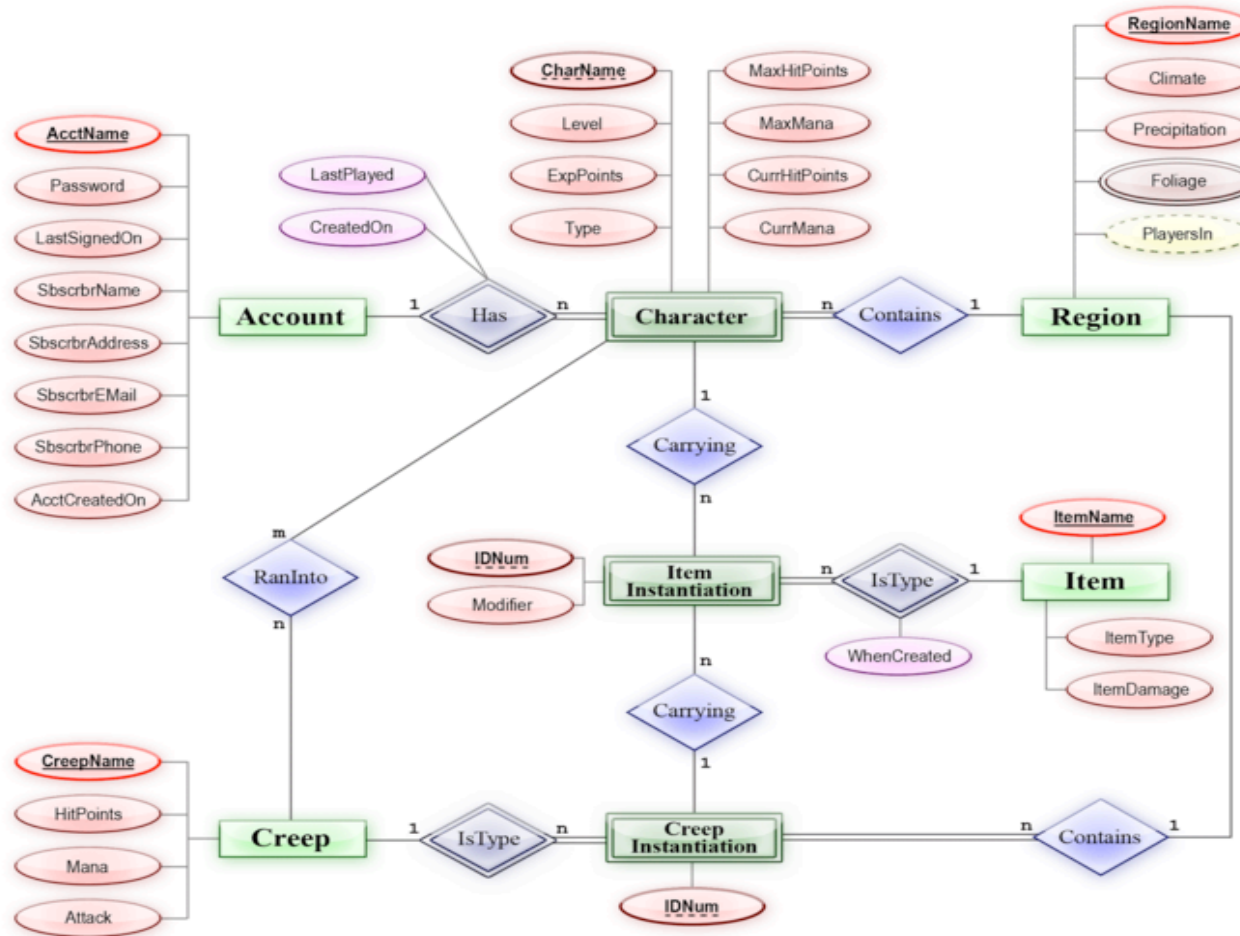 RegionName
CharName
MaxHitPoints
Climate
AcctName
Level
MaxMana
Precipitation
Password
LastPlayed
ExpPoints
CurrHitPoints
Foliage
LastSignedOn
CreatedOn
Type
CurrMana
PlayersIn
SbscrbrName
Account
1
Has
n
Character
n
Contains
1
Region
SbscrbrAddress
SbscrbrEMail
1
SbscrbrPhone
Carrying
AcctCreatedOn
n
ItemName
m
RanInto
n
IDNum
Modifier
Item
Instantiation
n
IsType
1
Item
WhenCreated
ItemType
ItemDamage
n
Carrying
1
CreepName
HitPoints
Mana
Attack
Creep
1
IsType
n
Creep
Instantiation
n
Contains
1
IDNum